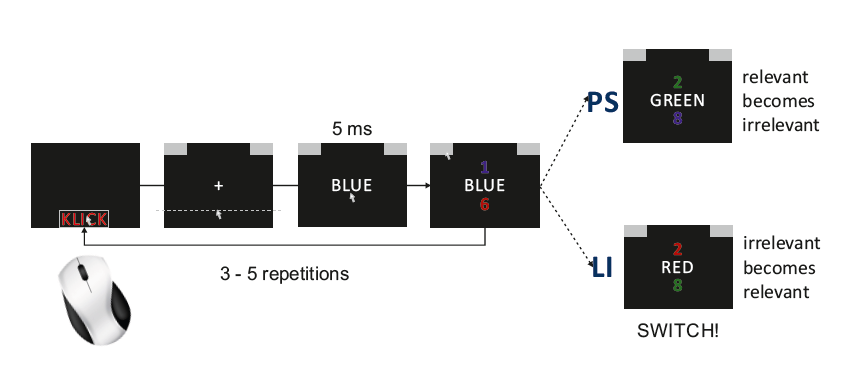 KLICK
+
BLUE
5 ms
1
BLUE
6
3 - 5 repetitions
PS
2
GREEN
8
relevant
becomes
irrelevant
LI
2
RED
8
irrelevant
becomes
relevant
SWITCH!